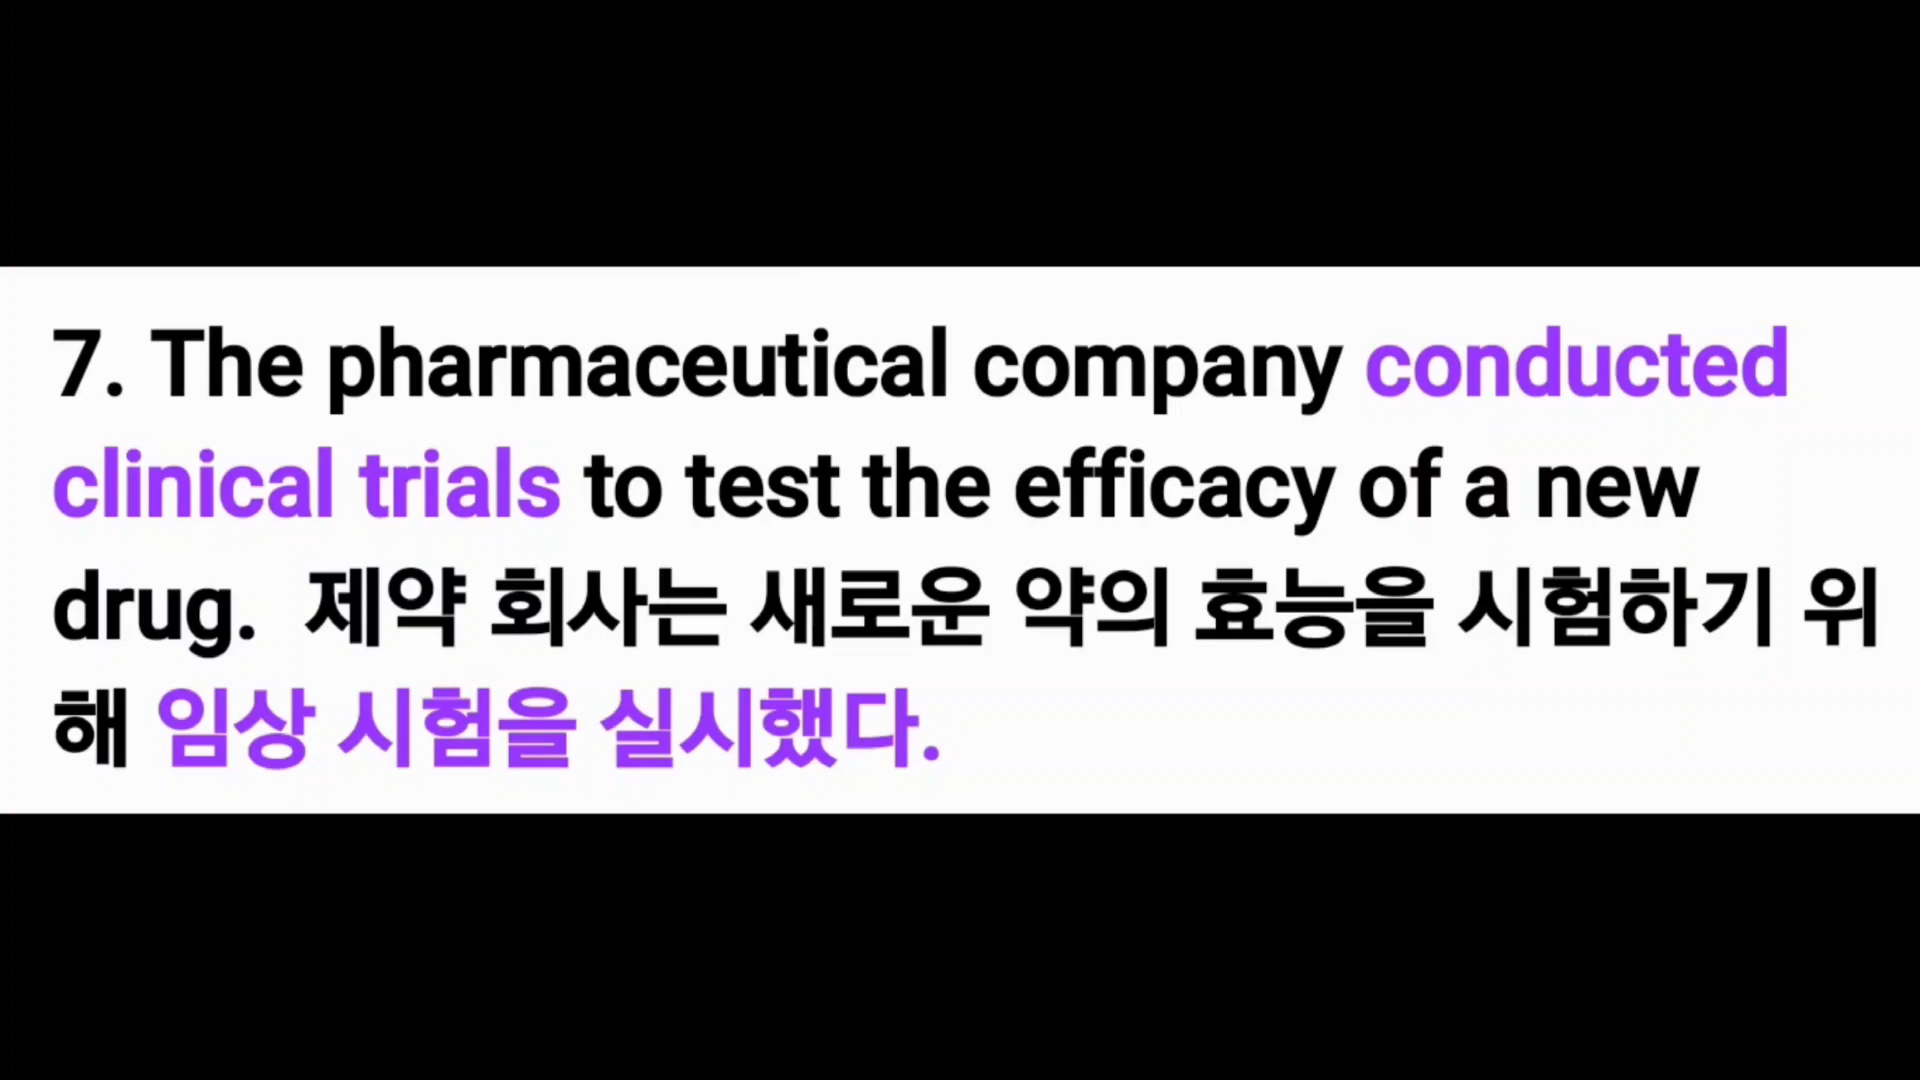 7. The pharmaceutical company conducted
clinical trials to test the efficacy of a new
drug. 제약 회사는 새로운 약의 효능을 시험하기 위
해 임상 시험을 실시했다.